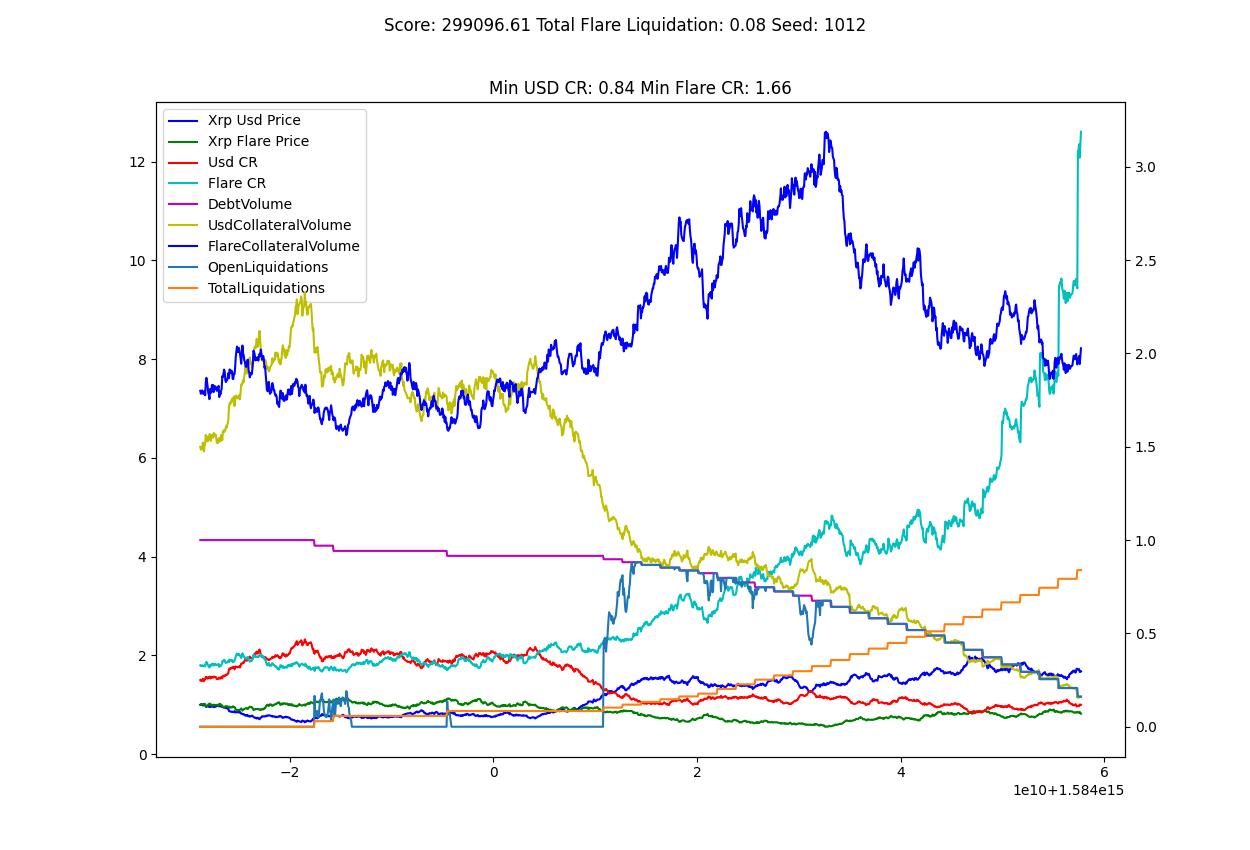 Score: 299096.61 Total Flare Liquidation: 0.08 Seed: 1012
Min USD CR: 0.84 Min Flare CR: 1.66
Xrp Usd Price
Xrp Flare Price
Usd CR
Flare CR
DebtVolume
UsdCollateralVolume
FlareCollateralVolume
OpenLiquidations
TotalLiquidations
12
10
8
6
4
2
0
3.0
2.5
2.0
1.5
1.0
0.5
0.0
−2
0
2
4
6
1e10+1.584e15